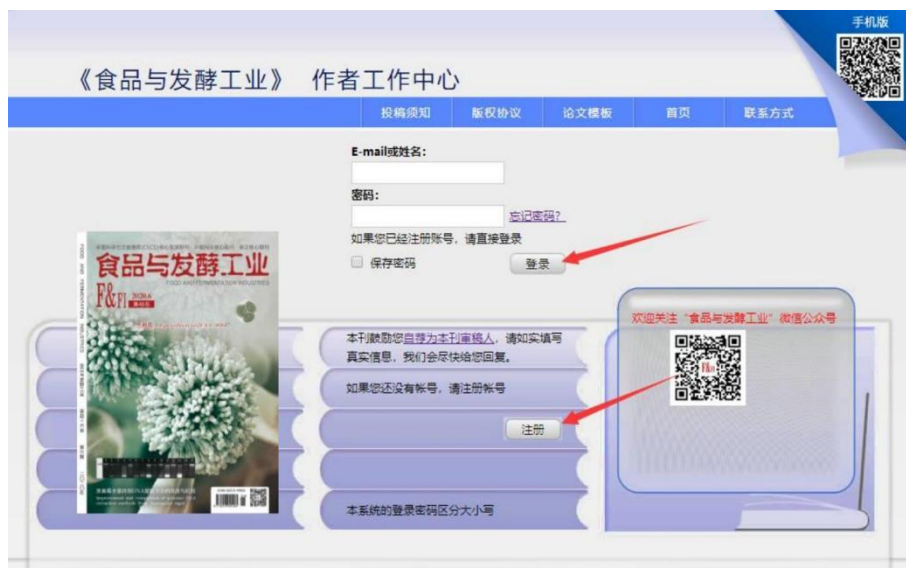 手机版
《食品与发酵工业》 作者工作中心
投稿须知 版权协议 论文模板 首页 联系方式
E-mail或姓名：
密码：
忘记密码？
如果您已经注册账号，请直接登录
保存密码 登录
食品与发酵工业
FOOD AND FERMENTATION INDUSTRIES
F&FI 2020.6
本刊鼓励您自荐为本刊审稿人，请如实填写
真实信息，我们会尽快给您回复。
如果您还没有帐号，请注册帐号
注册
本系统的登录密码区分大小写
欢迎关注“食品与发酵工业”微信公众号
F&FI